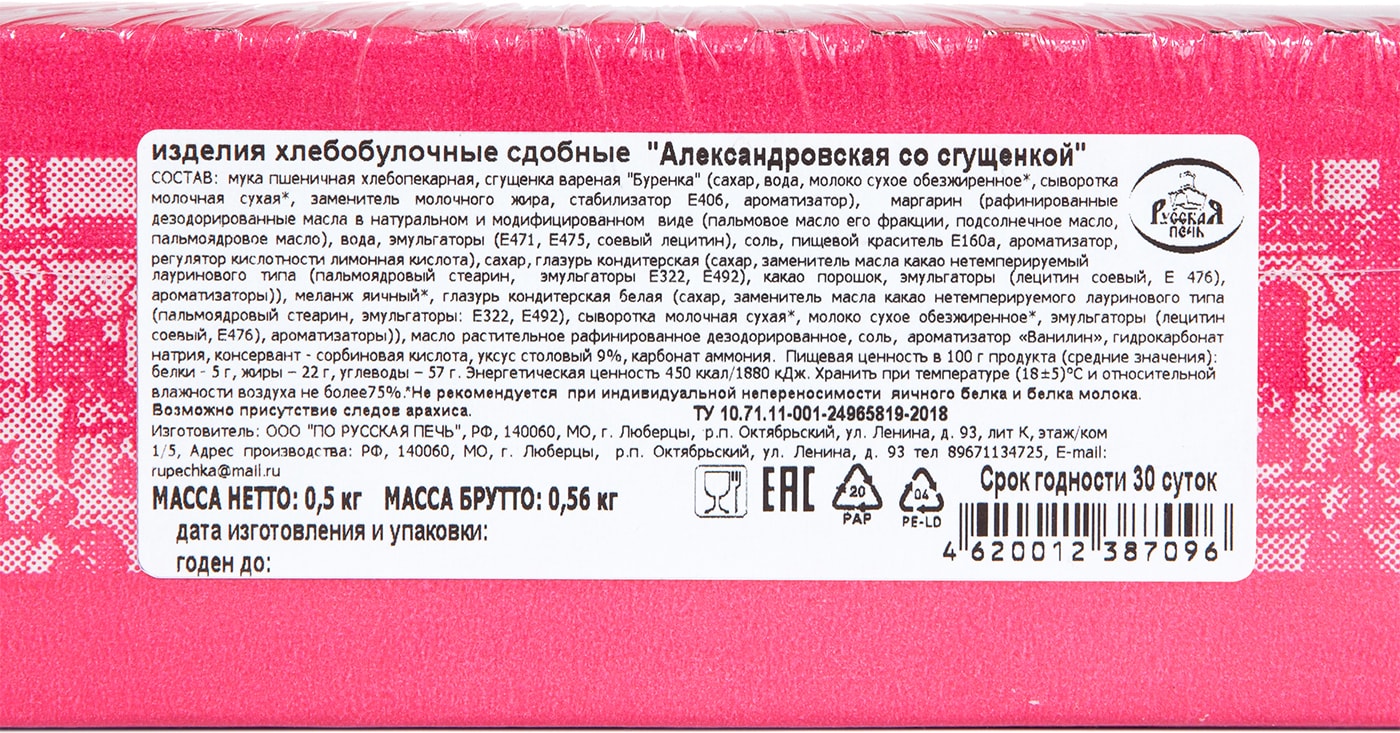 изделия хлебобулочные сдобные "Александровская со сгущенкой"
СОСТАВ: мука пшеничная хлебопекарная, сгущенка вареная "Буренка" (сахар, вода, молоко сухое обезжиренное*, сыворотка
молочная сухая*, заменитель молочного жира, стабилизатор Е406, ароматизатор), маргарин (рафинированные
дезодорированные масла в натуральном и модифицированном виде (пальмовое масло его фракции, подсолнечное масло,
пальмоядровое масло), вода, эмульгаторы (Е471, Е475, соевый лецитин), соль, пищевой краситель Е160а, ароматизатор,
регулятор кислотности лимонная кислота), сахар, глазурь кондитерская (сахар, заменитель масла какао нетемперируемый
лауринового типа (пальмоядровый стеарин, эмульгаторы Е322, Е492), какао порошок, эмульгаторы (лецитин соевый, Е 476),
ароматизаторы)), меланж яичный*, глазурь кондитерская белая (сахар, заменитель масла какао нетемперируемого лауринового типа
(пальмоядровый стеарин, эмульгаторы: Е322, Е492), сыворотка молочная сухая*, молоко сухое обезжиренное*, эмульгаторы (лецитин
соевый, Е476), ароматизаторы)), масло растительное рафинированное дезодорированное, соль, ароматизатор «Ванилин», гидрокарбонат
натрия, консервант - сорбиновая кислота, уксус столовый 9%, карбонат аммония. Пищевая ценность в 100 г продукта (средние значения):
белки - 5 г, жиры – 22 г, углеводы – 57 г. Энергетическая ценность 450 ккал/1880 кДж. Хранить при температуре (18±5)°С и относительной
влажности воздуха не более75%.*Не рекомендуется при индивидуальной непереносимости яичного белка и белка молока.
Возможно присутствие следов арахиса. ТУ 10.71.11-001-24965819-2018
Изготовитель: ООО "ПО РУССКАЯ ПЕЧЬ", РФ, 140060, МО, г. Люберцы, р.п. Октябрьский, ул. Ленина, д. 93, лит К, этаж/ком
1/5, Адрес производства: РФ, 140060, МО, г. Люберцы, р.п. Октябрьский, ул. Ленина, д. 93 тел 89671134725, E-mail:
rupechka@mail.ru
РУССКАЯ
ПЕЧЬ
МАССА НЕТТО: 0,5 кг МАССА БРУТТО: 0,56 кг
дата изготовления и упаковки:
годен до:
EAC
20
PAP
04
PE-LD
Срок годности 30 суток
4 620012 387096